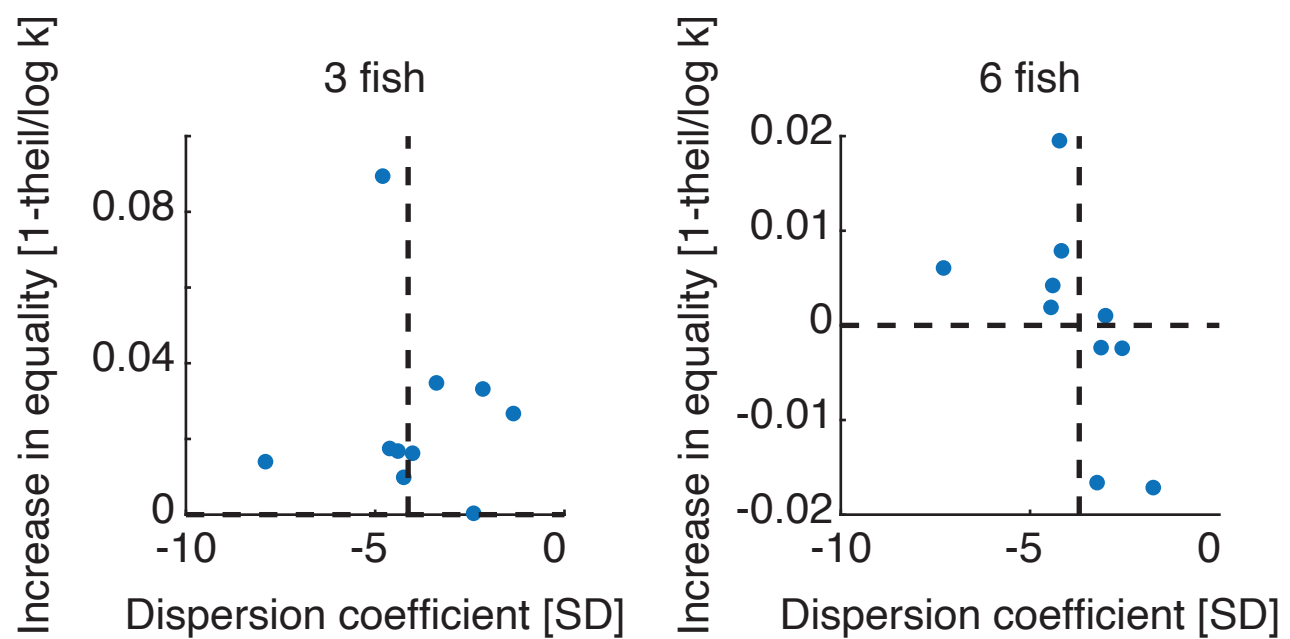 3 fish
Increase in equality [1-theil/log k]
0.08
0.04
0
-10
-5
0
Dispersion coefficient [SD]
6 fish
Increase in equality [1-theil/log k]
0.02
0.01
0
-0.01
-0.02
-10
-5
0
Dispersion coefficient [SD]